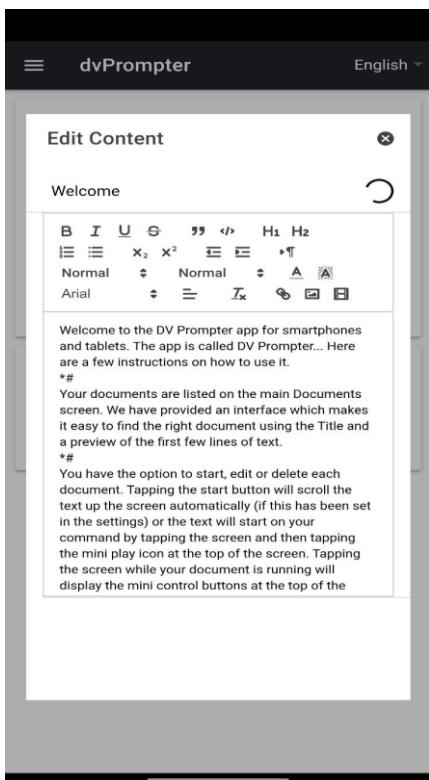 dvPrompter English
Edit Content
Welcome
B I U S ” </> H1 H2
X₂ X² ¶
Normal Normal A A
Arial Tx
Welcome to the DV Prompter app for smartphones
and tablets. The app is called DV Prompter... Here
are a few instructions on how to use it.
*#
Your documents are listed on the main Documents
screen. We have provided an interface which makes
it easy to find the right document using the Title and
a preview of the first few lines of text.
*#
You have the option to start, edit or delete each
document. Tapping the start button will scroll the
text up the screen automatically (if this has been set
in the settings) or the text will start on your
command by tapping the screen and then tapping
the mini play icon at the top of the screen. Tapping
the screen while your document is running will
display the mini control buttons at the top of the